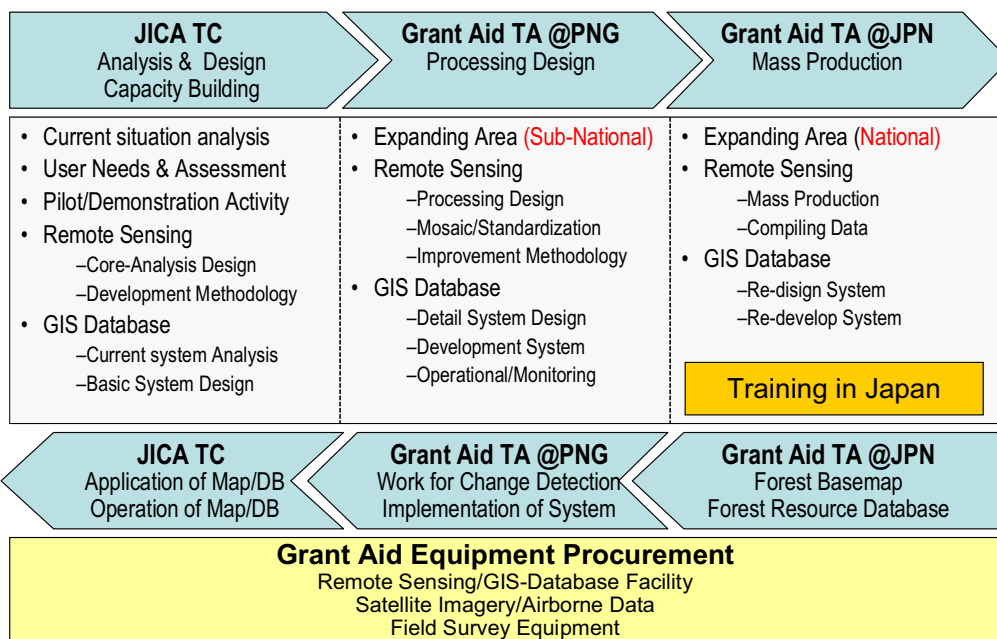 JICA TC
Analysis & Design
Capacity Building
Grant Aid TA @PNG
Processing Design
Grant Aid TA @JPN
Mass Production
• Current situation analysis
• User Needs & Assessment
• Pilot/Demonstration Activity
• Remote Sensing
–Core-Analysis Design
–Development Methodology
• GIS Database
–Current system Analysis
–Basic System Design
• Expanding Area (Sub-National)
• Remote Sensing
–Processing Design
–Mosaic/Standardization
–Improvement Methodology
• GIS Database
–Detail System Design
–Development System
–Operational/Monitoring
• Expanding Area (National)
• Remote Sensing
–Mass Production
–Compiling Data
• GIS Database
–Re-disign System
–Re-develop System
Training in Japan
JICA TC
Application of Map/DB
Operation of Map/DB
Grant Aid TA @PNG
Work for Change Detection
Implementation of System
Grant Aid TA @JPN
Forest Basemap
Forest Resource Database
Grant Aid Equipment Procurement
Remote Sensing/GIS-Database Facility
Satellite Imagery/Airborne Data
Field Survey Equipment